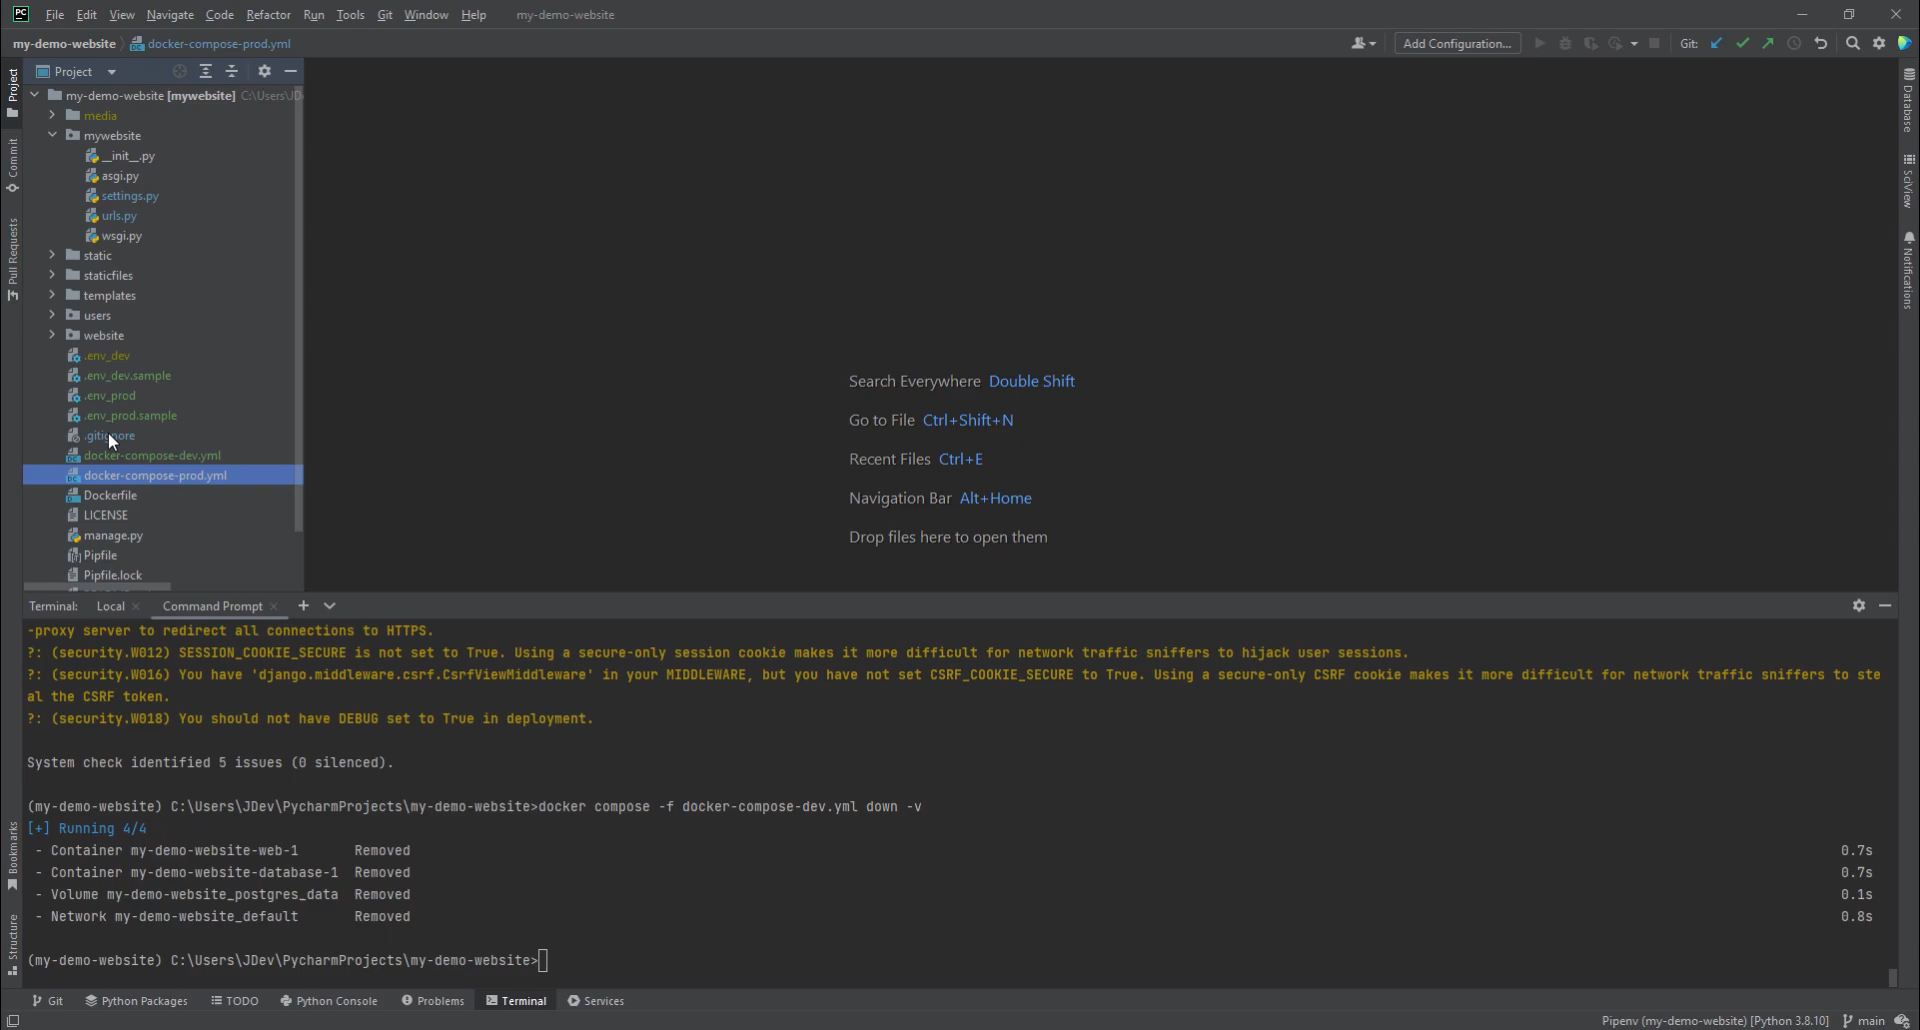 PC File Edit View Navigate Code Refactor Run Tools Git Window Help my-demo-website
my-demo-website docker-compose-prod.yml Add Configuration... Git:
Project
my-demo-website [mywebsite] C:\Users\JD
media
mywebsite
__init__.py
asgi.py
settings.py
urls.py
wsgi.py
static
staticfiles
templates
users
website
.env_dev
.env_dev.sample
.env_prod
.env_prod.sample
.gitignore
docker-compose-dev.yml
docker-compose-prod.yml
Dockerfile
LICENSE
manage.py
Pipfile
Pipfile.lock
Project
Commit
Pull Requests
Bookmarks
Structure
Search Everywhere Double Shift
Go to File Ctrl+Shift+N
Recent Files Ctrl+E
Navigation Bar Alt+Home
Drop files here to open them
Database
SciView
Notifications
Terminal: Local Command Prompt
-proxy server to redirect all connections to HTTPS.
?: (security.W012) SESSION_COOKIE_SECURE is not set to True. Using a secure-only session cookie makes it more difficult for network traffic sniffers to hijack user sessions.
?: (security.W016) You have 'django.middleware.csrf.CsrfViewMiddleware' in your MIDDLEWARE, but you have not set CSRF_COOKIE_SECURE to True. Using a secure-only CSRF cookie makes it more difficult for network traffic sniffers to ste
al the CSRF token.
?: (security.W018) You should not have DEBUG set to True in deployment.
System check identified 5 issues (0 silenced).
(my-demo-website) C:\Users\JDev\PycharmProjects\my-demo-website>docker compose -f docker-compose-dev.yml down -v
[+] Running 4/4
- Container my-demo-website-web-1 Removed 0.7s
- Container my-demo-website-database-1 Removed 0.7s
- Volume my-demo-website_postgres_data Removed 0.1s
- Network my-demo-website_default Removed 0.8s
(my-demo-website) C:\Users\JDev\PycharmProjects\my-demo-website>
Git Python Packages TODO Python Console Problems Terminal Services
Pipenv (my-demo-website) [Python 3.8.10] main